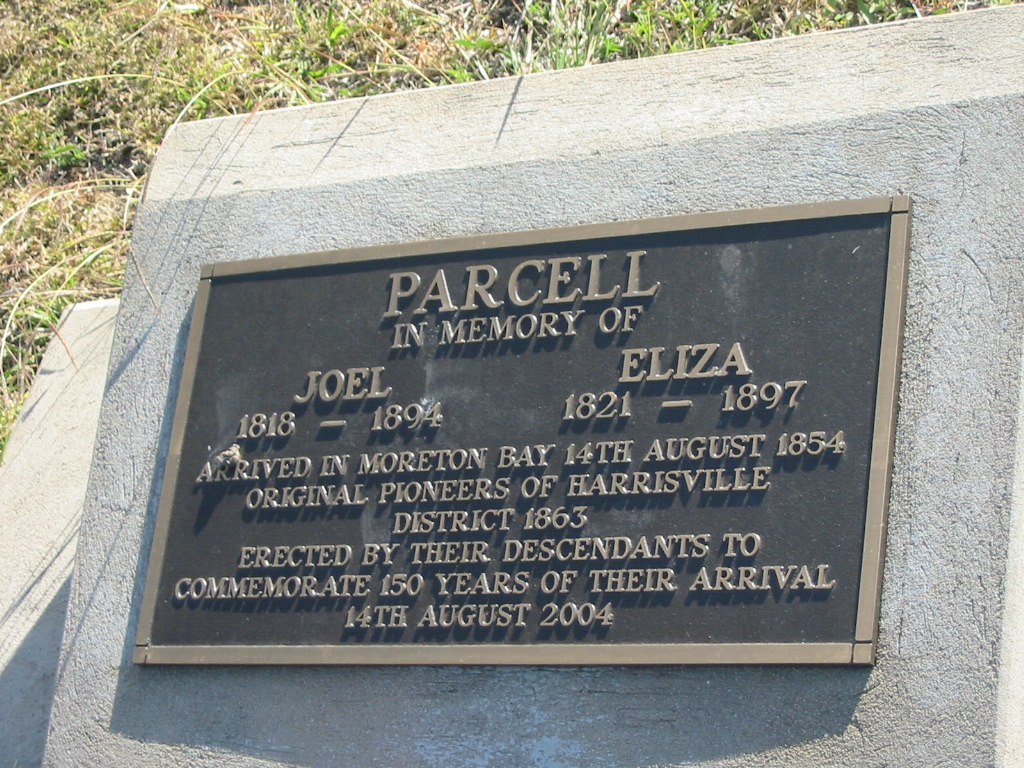 PARCELL
IN MEMORY OF
JOEL ELIZA
1818 — 1894 1821 — 1897
ARRIVED IN MORETON BAY 14TH AUGUST 1854
ORIGINAL PIONEERS OF HARRISVILLE
DISTRICT 1863
ERECTED BY THEIR DESCENDANTS TO
COMMEMORATE 150 YEARS OF THEIR ARRIVAL
14TH AUGUST 2004